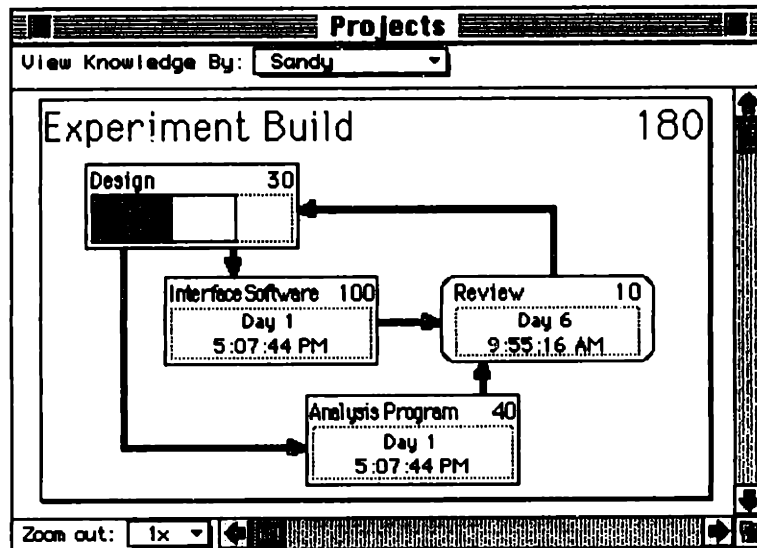 Projects
View Knowledge By: Sandy
Experiment Build 180
Design 30
Interface Software 100
Day 1
5:07:44 PM
Review 10
Day 6
9:55:16 AM
Analysis Program 40
Day 1
5:07:44 PM
Zoom out: 1x